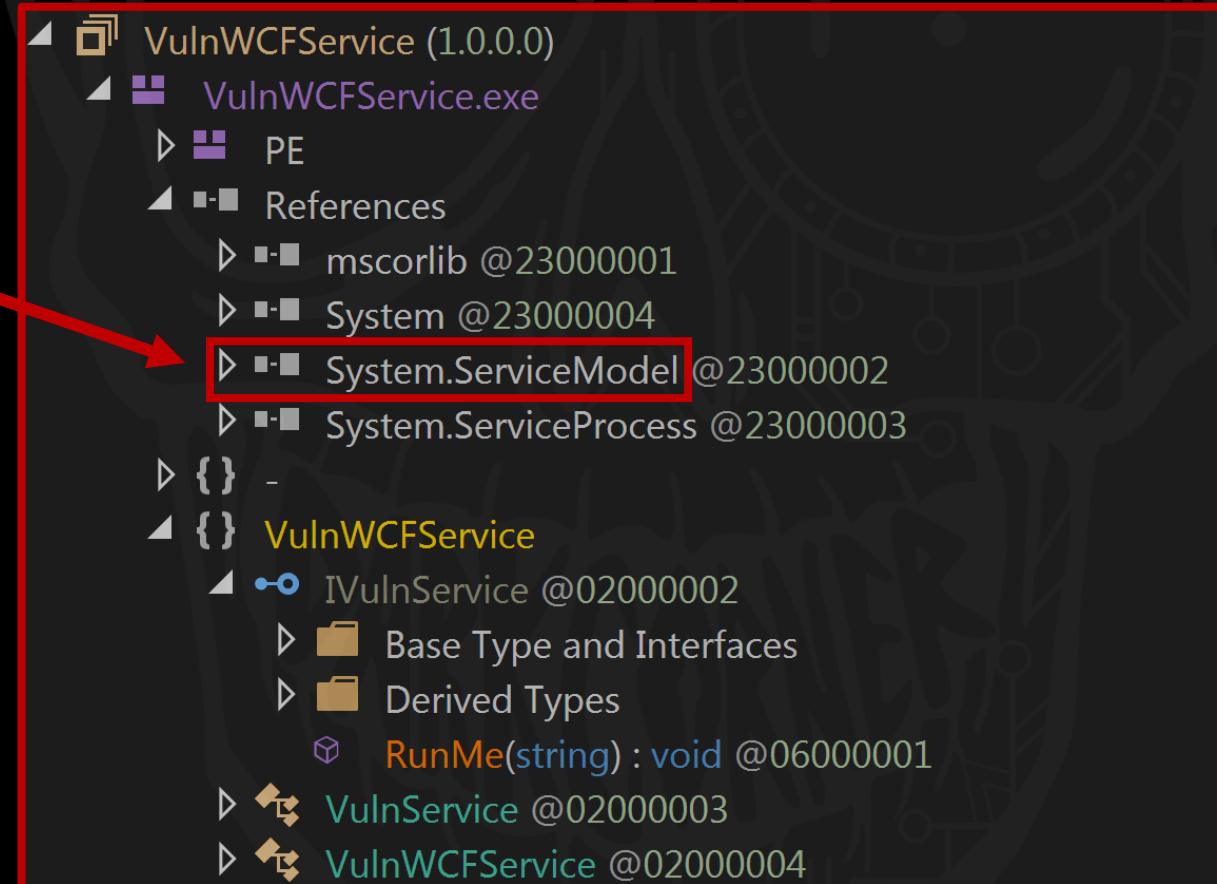 VulnWCFService (1.0.0.0)
VulnWCFService.exe
PE
References
mscorlib @23000001
System @23000004
System.ServiceModel @23000002
System.ServiceProcess @23000003
{ } -
{ } VulnWCFService
IVulnService @02000002
Base Type and Interfaces
Derived Types
RunMe(string) : void @06000001
VulnService @02000003
VulnWCFService @02000004